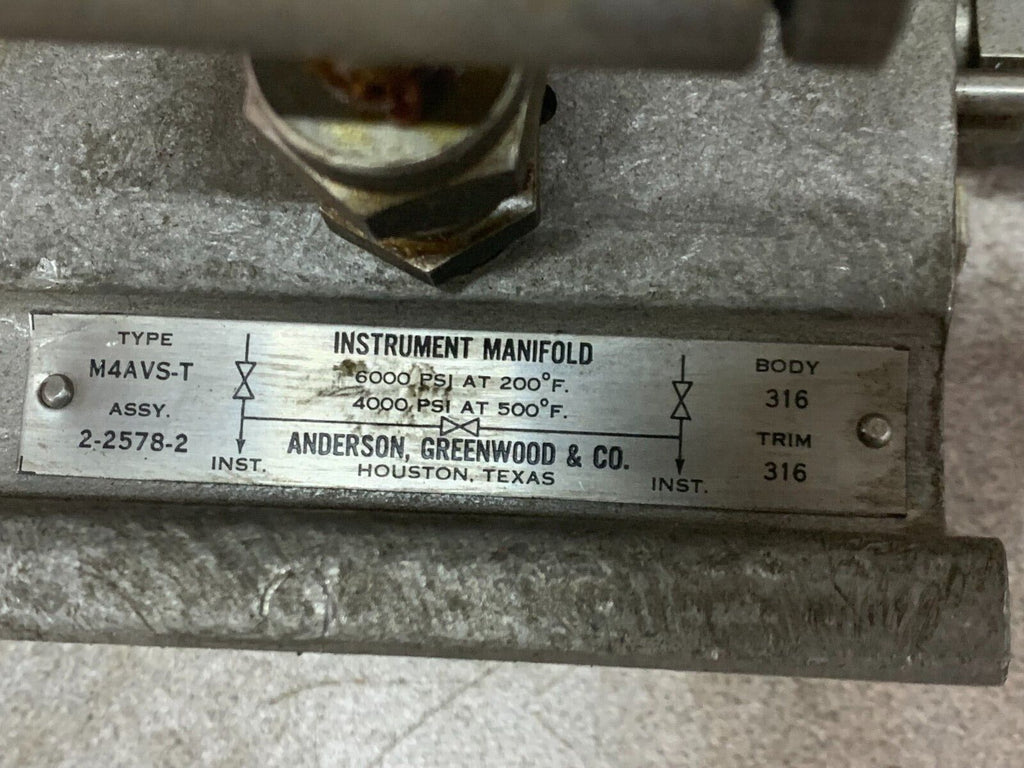 TYPE
M4AVS-T
ASSY.
2-2578-2
INST.
INSTRUMENT MANIFOLD
6000 PSI AT 200°F.
4000 PSI AT 500°F.
ANDERSON, GREENWOOD & CO.
HOUSTON, TEXAS
INST.
BODY
316
TRIM
316